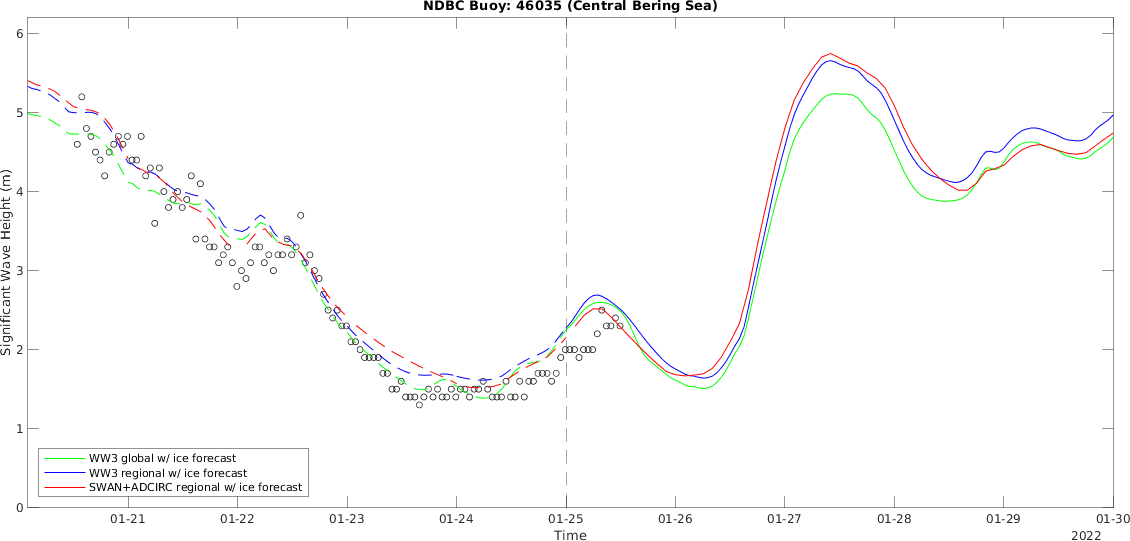 NDBC Buoy: 46035 (Central Bering Sea)
Significant Wave Height (m)
6
5
4
3
2
1
0
WW3 global w/ ice forecast
WW3 regional w/ ice forecast
SWAN+ADCIRC regional w/ ice forecast
01-21 01-22 01-23 01-24 01-25 01-26 01-27 01-28 01-29 01-30
Time
2022